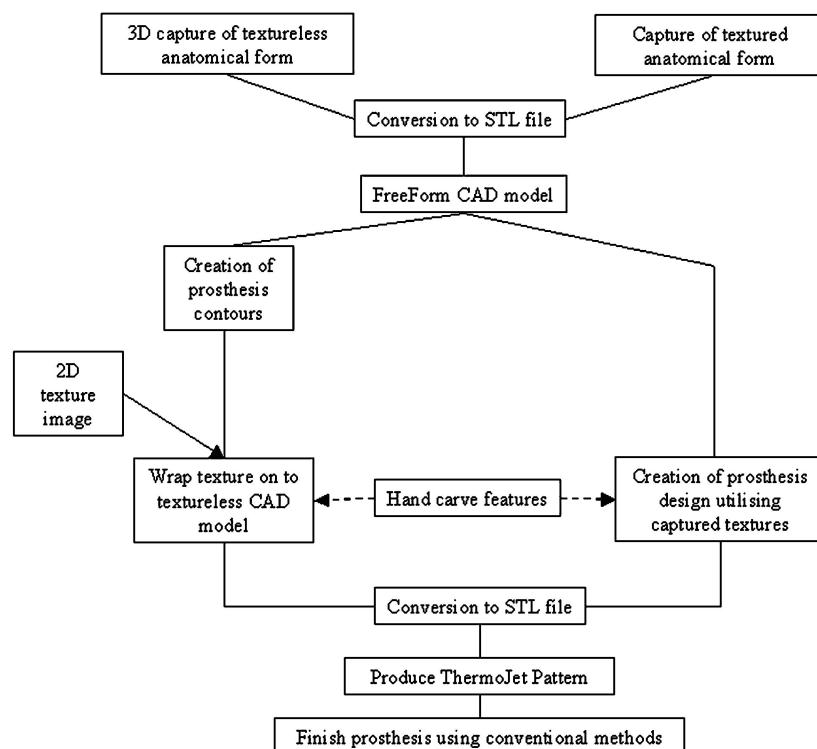 3D capture of textureless
anatomical form
Capture of textured
anatomical form
Conversion to STL file
FreeForm CAD model
Creation of
prosthesis
contours
2D
texture
image
Wrap texture on to
textureless CAD
model
Hand carve features
Creation of prosthesis
design utilising
captured textures
Conversion to STL file
Produce ThermoJet Pattern
Finish prosthesis using conventional methods